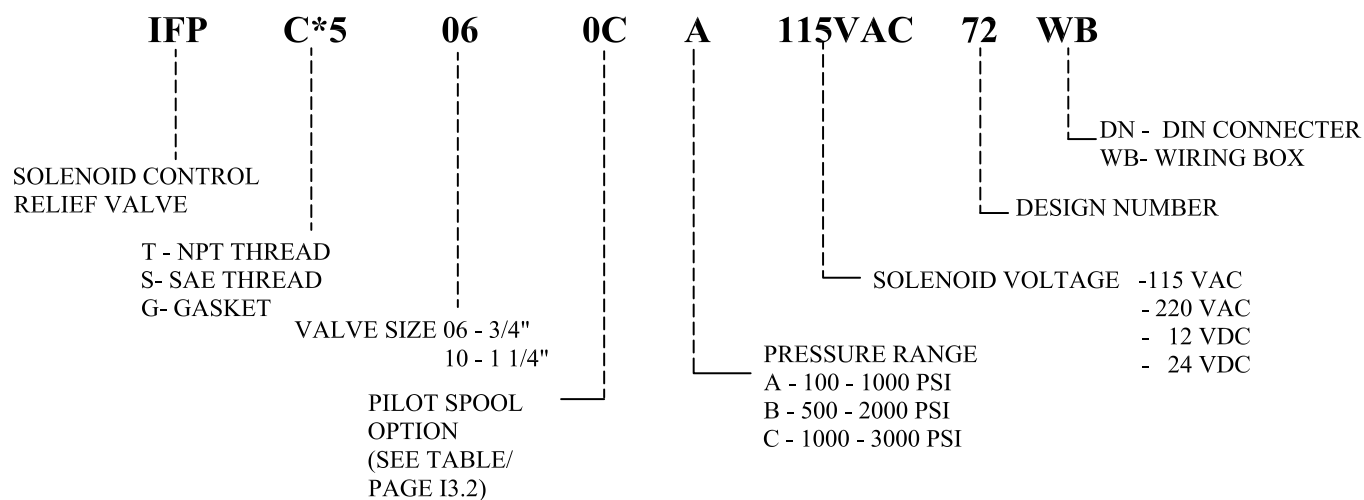 IFP C*5 06 0C A 115VAC 72 WB
DN - DIN CONNECTER
WB- WIRING BOX
SOLENOID CONTROL
RELIEF VALVE
DESIGN NUMBER
T - NPT THREAD
S- SAE THREAD
G- GASKET
SOLENOID VOLTAGE -115 VAC
- 220 VAC
- 12 VDC
- 24 VDC
VALVE SIZE 06 - 3/4"
10 - 1 1/4"
PRESSURE RANGE
A - 100 - 1000 PSI
B - 500 - 2000 PSI
C - 1000 - 3000 PSI
PILOT SPOOL
OPTION
(SEE TABLE/
PAGE I3.2)